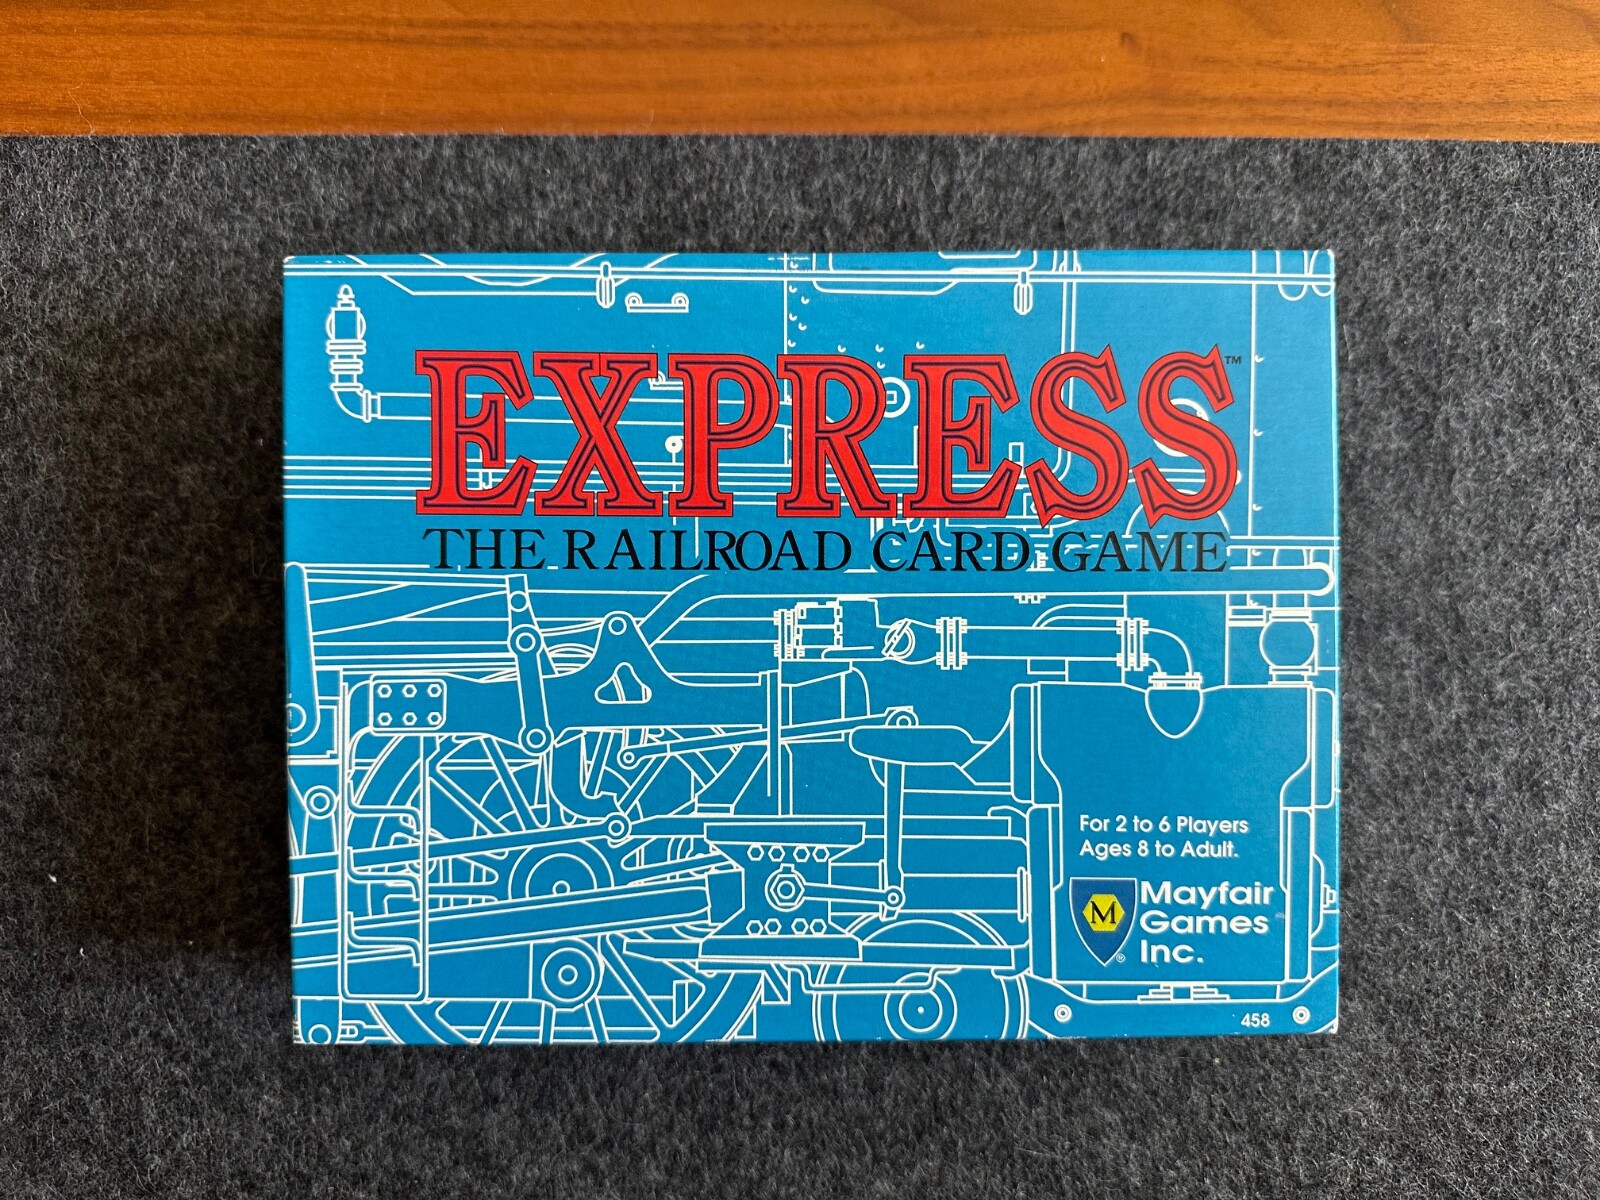 EXPRESS™
THE RAILROAD CARD GAME
For 2 to 6 Players
Ages 8 to Adult.
M
®
Mayfair
Games
Inc.
458